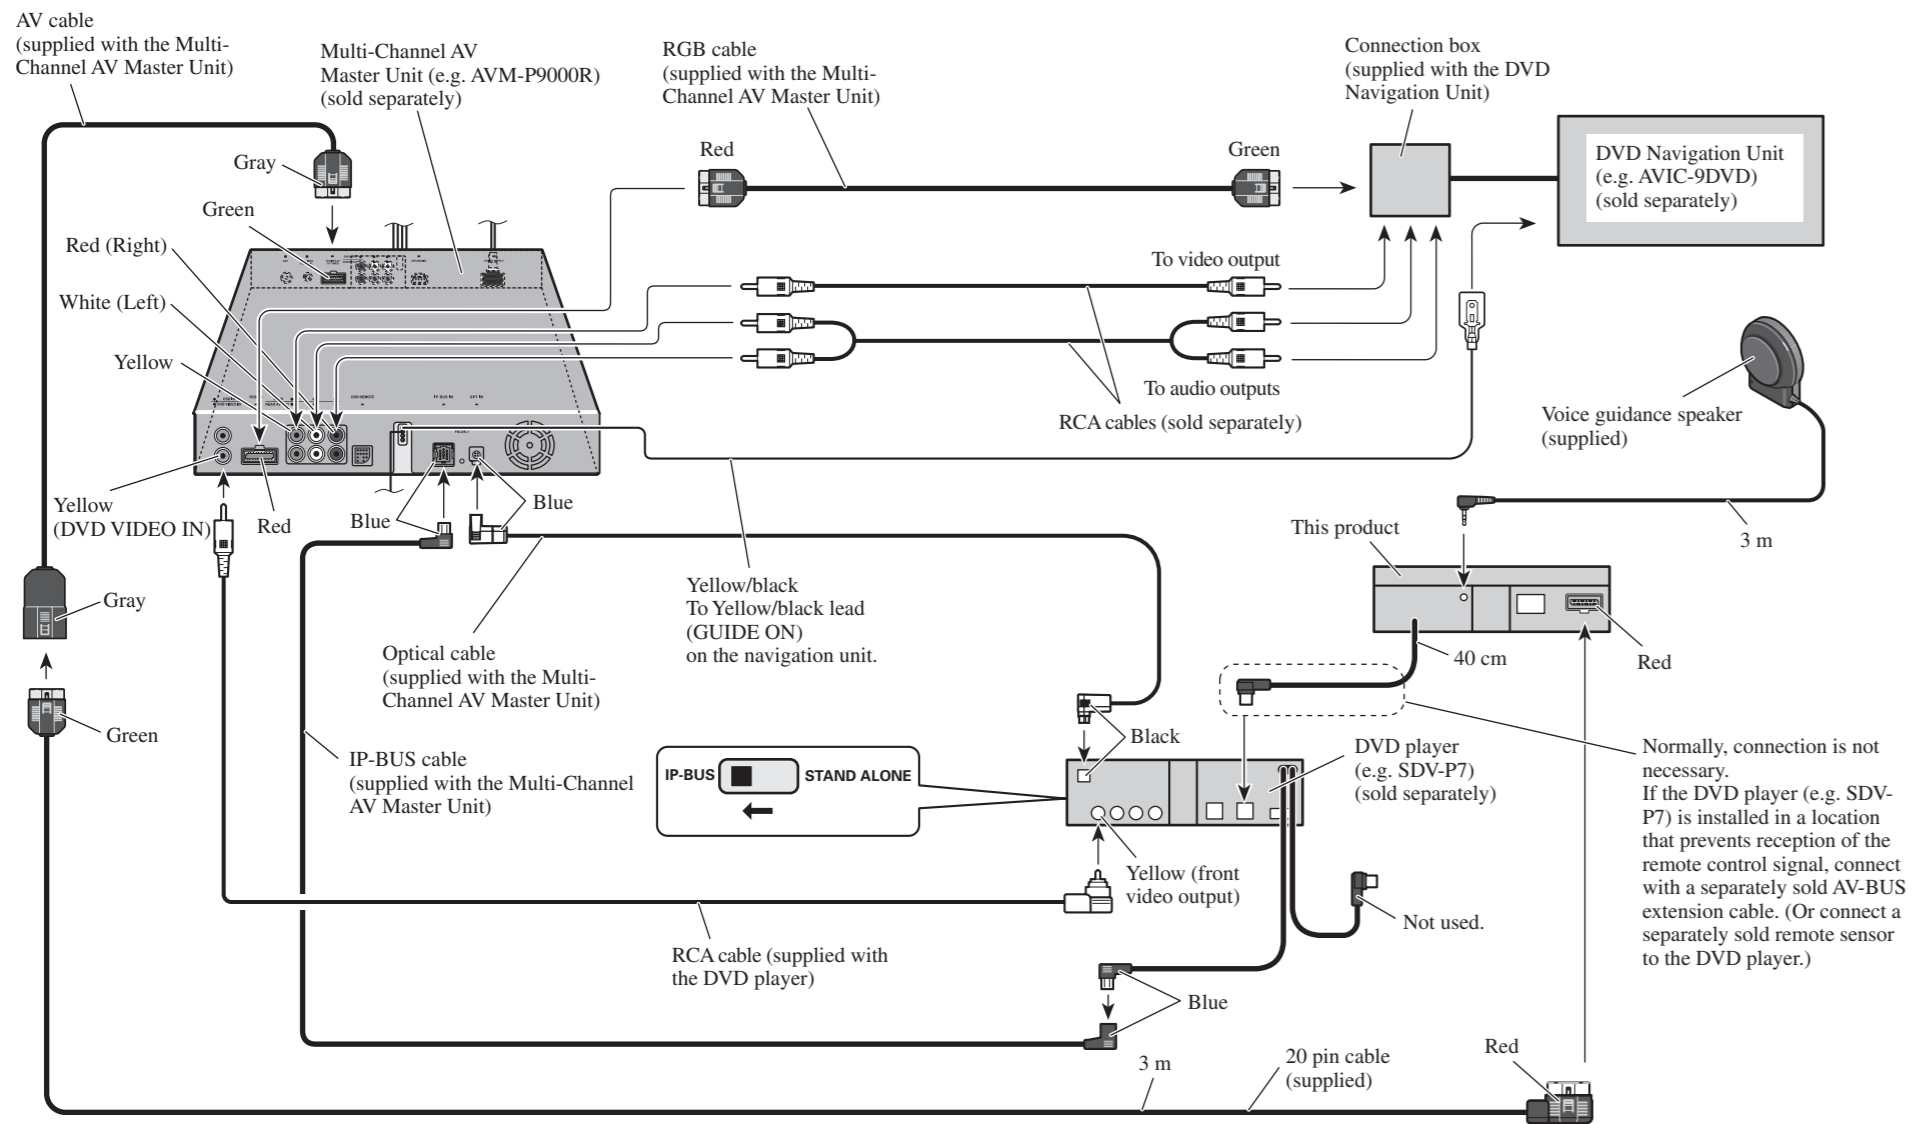 AV cable
(supplied with the Multi-
Channel AV Master Unit)
Multi-Channel AV
Master Unit (e.g. AVM-P9000R)
(sold separately)
RGB cable
(supplied with the Multi-
Channel AV Master Unit)
Connection box
(supplied with the DVD
Navigation Unit)
DVD Navigation Unit
(e.g. AVIC-9DVD)
(sold separately)
Gray
Red
Green
Green
Red (Right)
White (Left)
Yellow
To video output
To audio outputs
RCA cables (sold separately)
Voice guidance speaker
(supplied)
DVD REMOTE
IP-BUS IN
OPT IN
Yellow
(DVD VIDEO IN)
Red
Blue
Blue
3 m
This product
Red
40 cm
Gray
Green
Yellow/black
To Yellow/black lead
(GUIDE ON)
on the navigation unit.
Optical cable
(supplied with the Multi-
Channel AV Master Unit)
IP-BUS cable
(supplied with the Multi-Channel
AV Master Unit)
IP-BUS
STAND ALONE
Black
DVD player
(e.g. SDV-P7)
(sold separately)
Normally, connection is not
necessary.
If the DVD player (e.g. SDV-
P7) is installed in a location
that prevents reception of the
remote control signal, connect
with a separately sold AV-BUS
extension cable. (Or connect a
separately sold remote sensor
to the DVD player.)
Yellow (front
video output)
Not used.
RCA cable (supplied with
the DVD player)
Blue
3 m
20 pin cable
(supplied)
Red